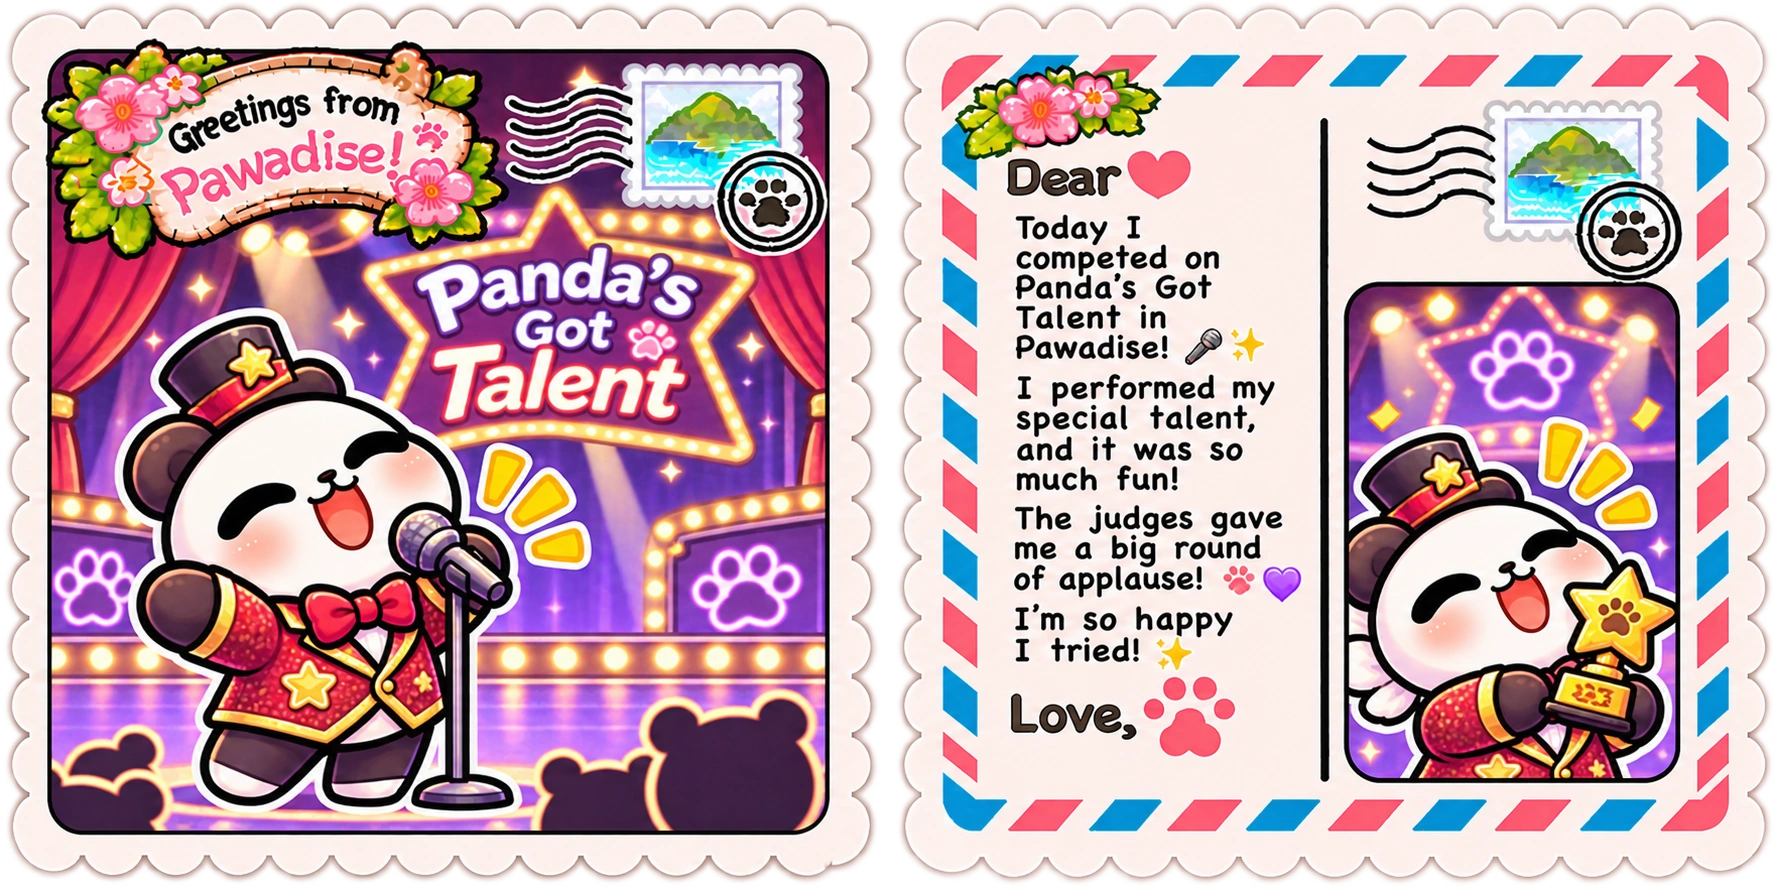 Greetings from
Pawadise!
Panda's
Got
Talent
Dear
Today I
competed on
Panda's Got
Talent in
Pawadise!
I performed my
special talent,
and it was so
much fun!
The judges gave
me a big round
of applause!
I'm so happy
I tried!
Love,